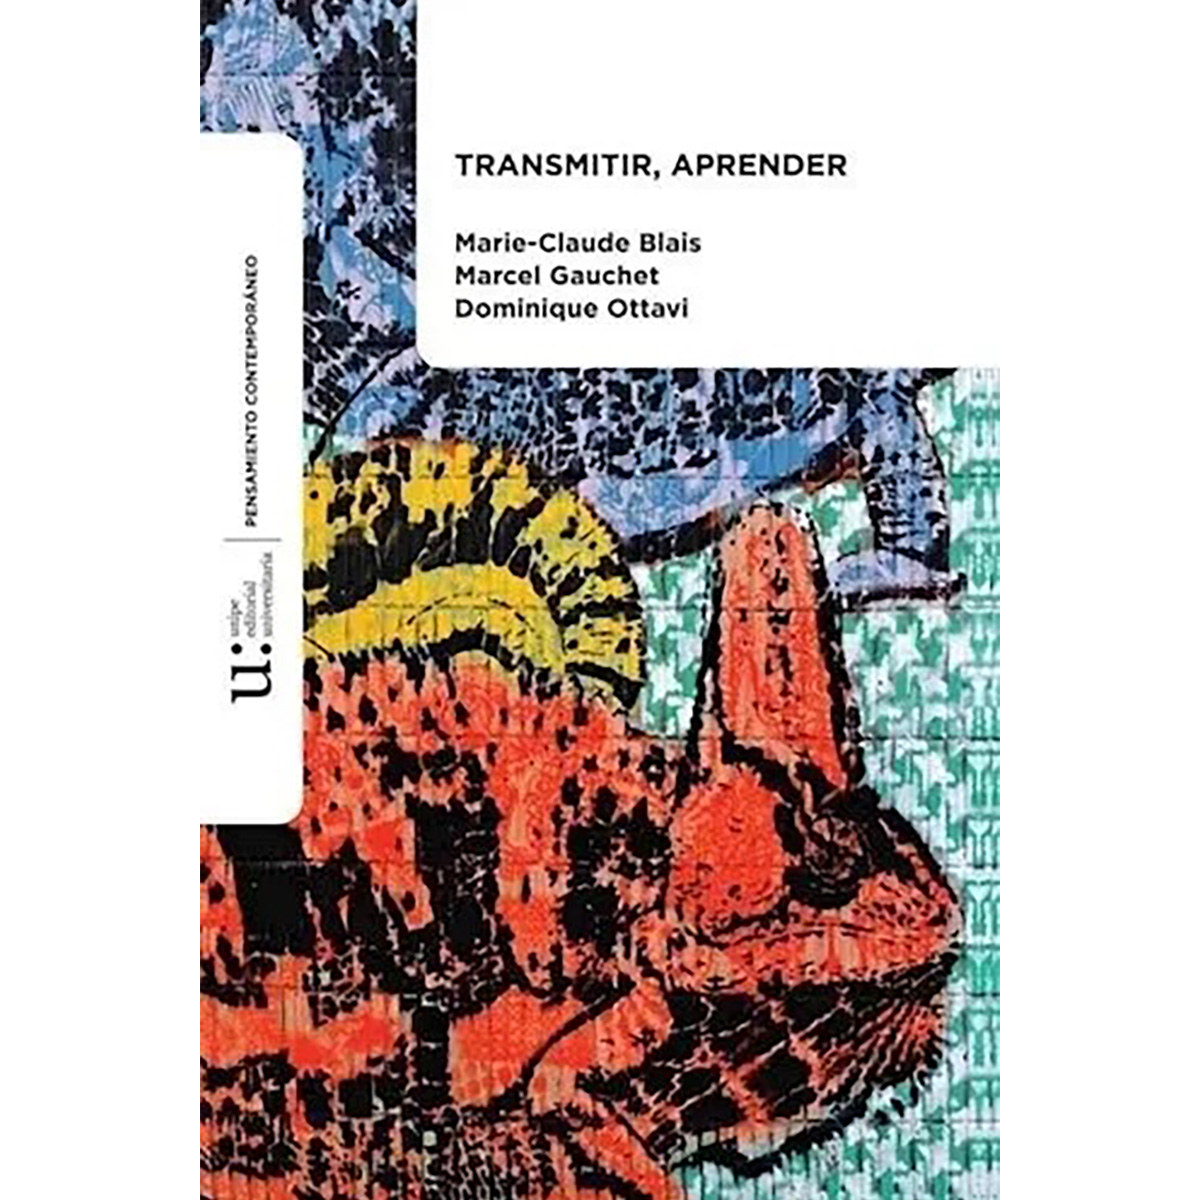 TRANSMITIR, APRENDER
Marie-Claude Blais
Marcel Gauchet
Dominique Ottavi
PENSAMIENTO CONTEMPORÁNEO
u:
unipe
editorial
universitaria